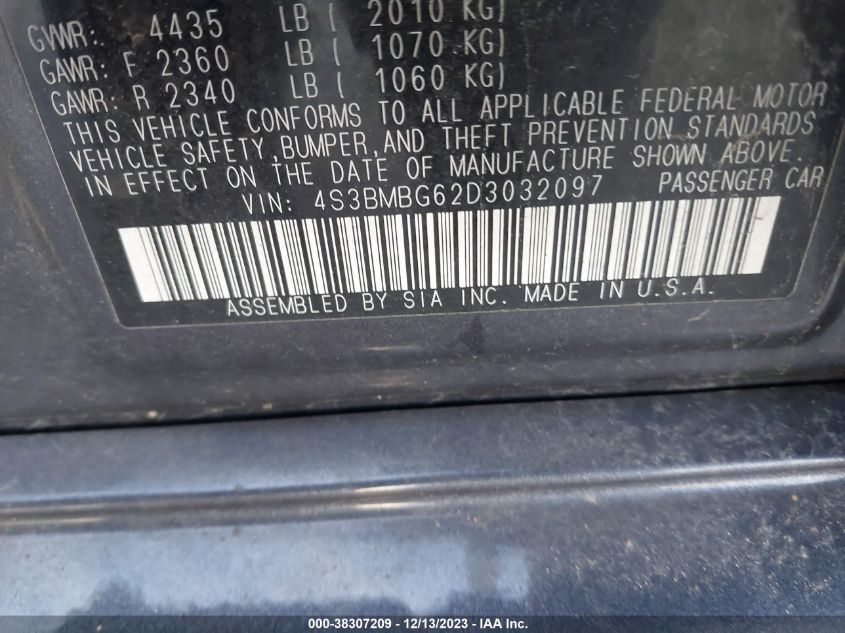 GVWR: 4435 LB ( 2010 KG)
GAWR: F 2360 LB ( 1070 KG)
GAWR: R 2340 LB ( 1060 KG)
THIS VEHICLE CONFORMS TO ALL APPLICABLE FEDERAL MOTOR
VEHICLE SAFETY,BUMPER,AND THEFT PREVENTION STANDARDS
IN EFFECT ON THE DATE OF MANUFACTURE SHOWN ABOVE.
VIN: 4S3BMBG62D3032097 PASSENGER CAR
ASSEMBLED BY SIA INC. MADE IN U.S.A.
000-38307209 - 12/13/2023 - IAA Inc.